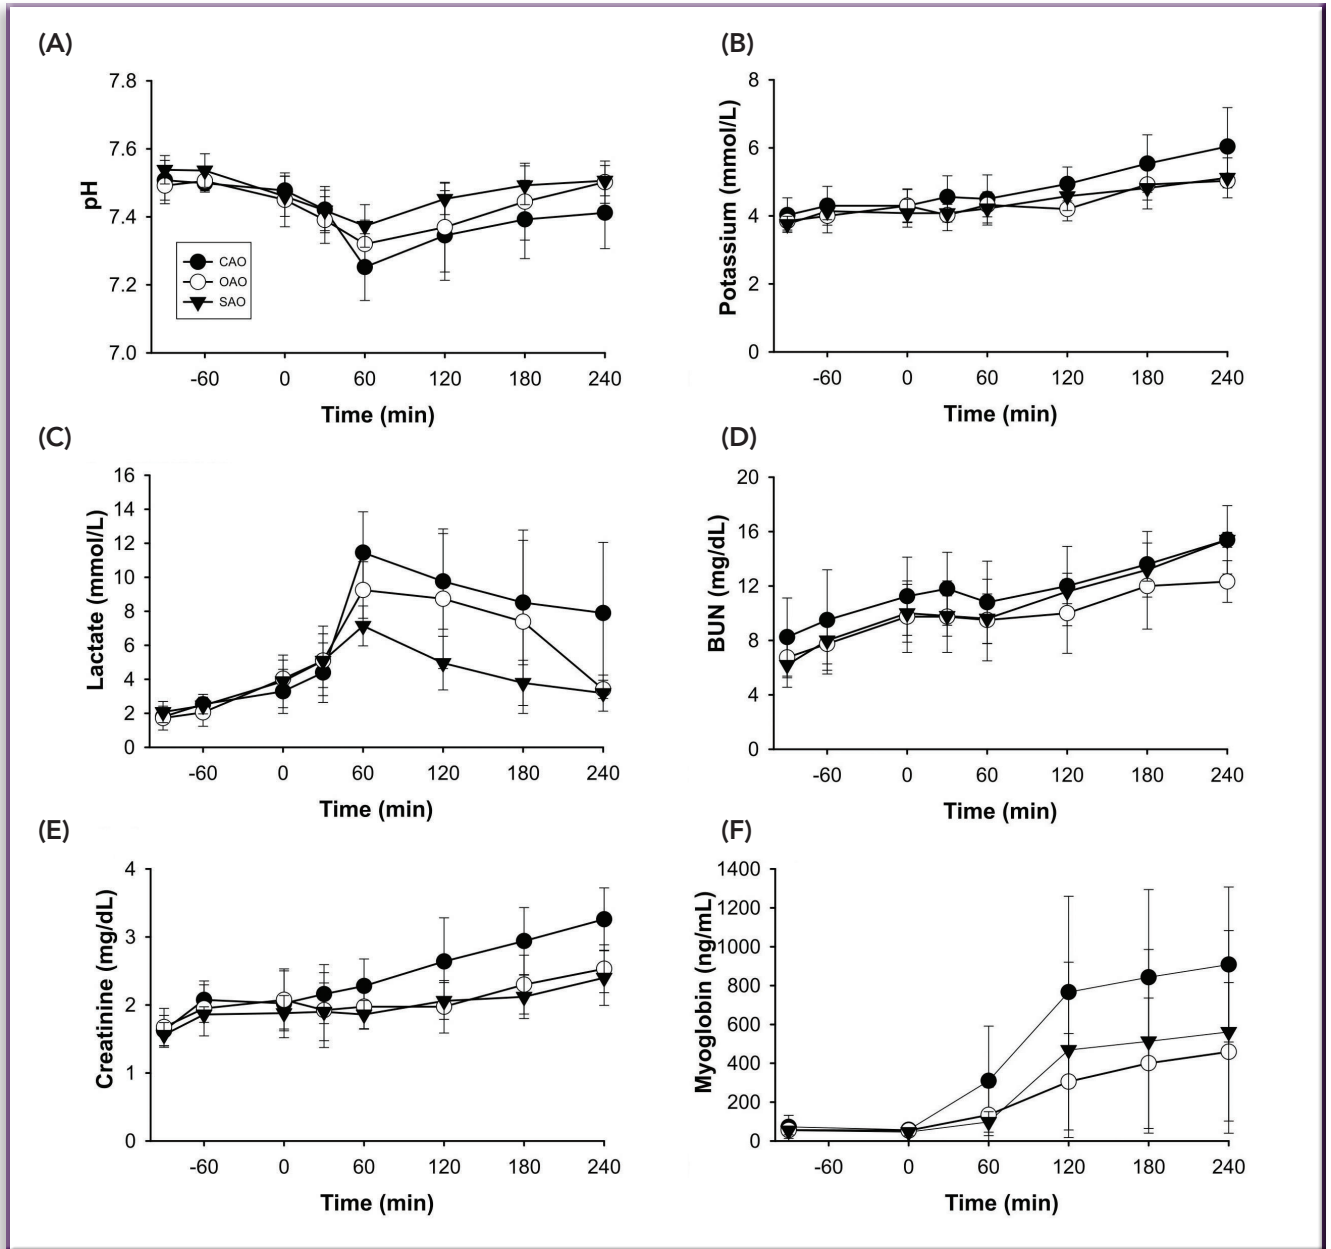 (A)
7.8
7.6
7.4
7.2
7.0
pH
CAO
OAO
SAO
-60 0 60 120 180 240
Time (min)
(B)
8
6
4
2
0
Potassium (mmol/L)
-60 0 60 120 180 240
Time (min)
(C)
16
14
12
10
8
6
4
2
0
Lactate (mmol/L)
-60 0 60 120 180 240
Time (min)
(D)
20
16
12
8
4
0
BUN (mg/dL)
-60 0 60 120 180 240
Time (min)
(E)
4
3
2
1
0
Creatinine (mg/dL)
-60 0 60 120 180 240
Time (min)
(F)
1400
1200
1000
800
600
400
200
0
Myoglobin (ng/mL)
-60 0 60 120 180 240
Time (min)